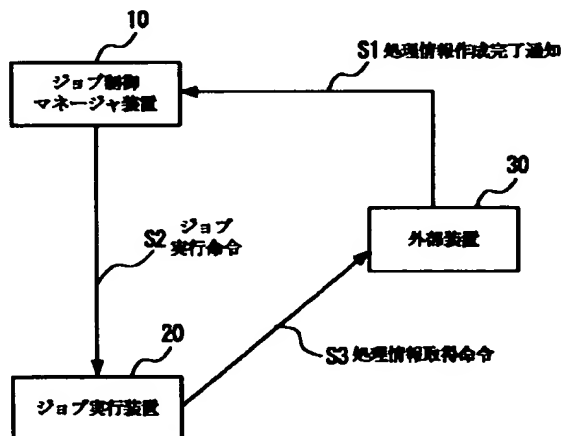 10
ジョブ制御
マネージャ装置
S1 処理情報作成完了通知
30
外部装置
S2 ジョブ
実行命令
20
S3 処理情報取得命令
ジョブ実行装置